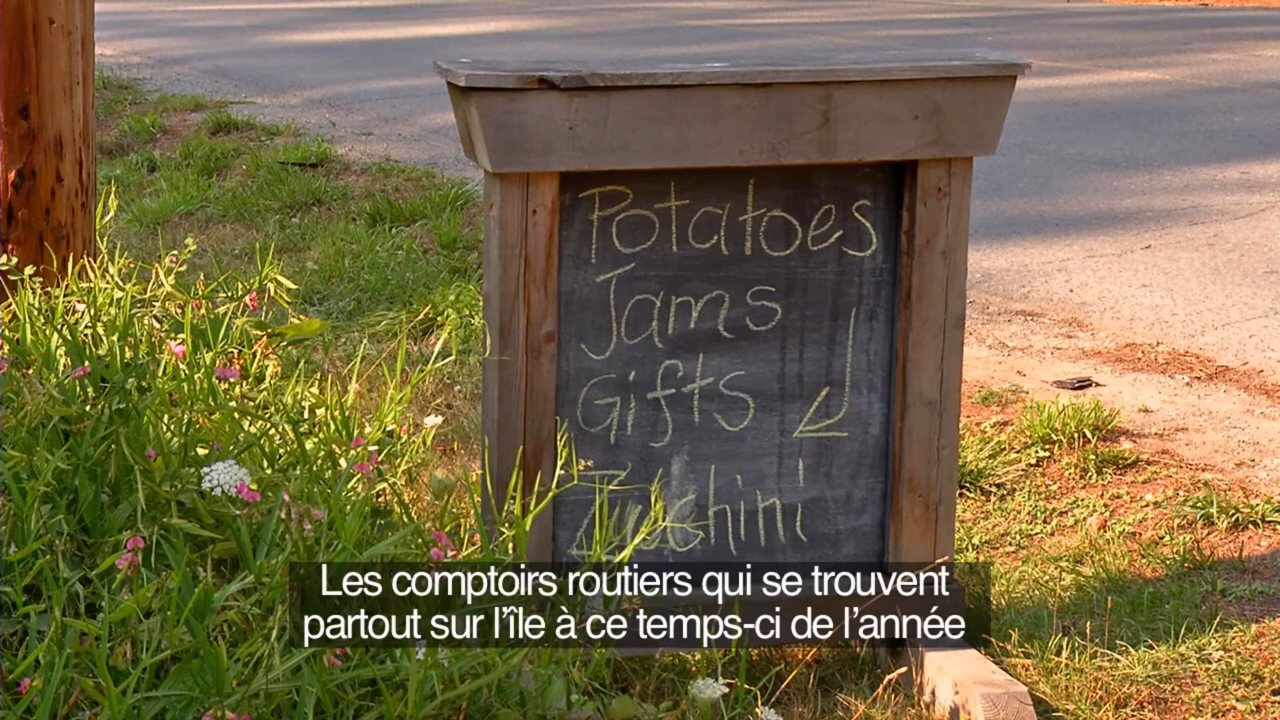 Potatoes
Jams
Gifts
Zucchini
Les comptoirs routiers qui se trouvent
partout sur l'île à ce temps-ci de l'année